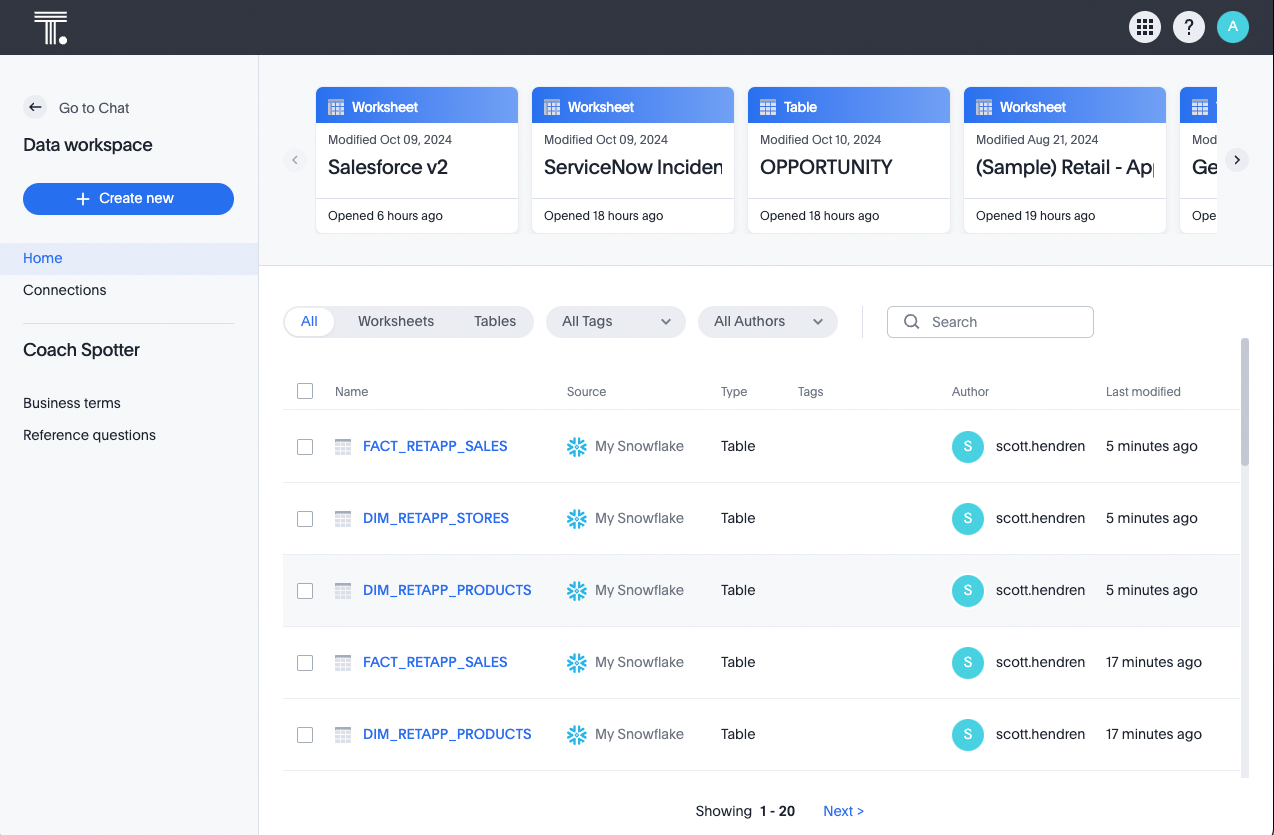 T.
?
A
Go to Chat
Data workspace
+ Create new
Home
Connections
Coach Spotter
Business terms
Reference questions
Worksheet
Modified Oct 09, 2024
Salesforce v2
Opened 6 hours ago
Worksheet
Modified Oct 09, 2024
ServiceNow Inciden
Opened 18 hours ago
Table
Modified Oct 10, 2024
OPPORTUNITY
Opened 18 hours ago
Worksheet
Modified Aug 21, 2024
(Sample) Retail - Ap
Opened 19 hours ago
Mod
Ge
Ope
All Worksheets Tables All Tags All Authors Search
Name Source Type Tags Author Last modified
FACT_RETAPP_SALES My Snowflake Table S scott.hendren 5 minutes ago
DIM_RETAPP_STORES My Snowflake Table S scott.hendren 5 minutes ago
DIM_RETAPP_PRODUCTS My Snowflake Table S scott.hendren 5 minutes ago
FACT_RETAPP_SALES My Snowflake Table S scott.hendren 17 minutes ago
DIM_RETAPP_PRODUCTS My Snowflake Table S scott.hendren 17 minutes ago
Showing 1 - 20 Next >